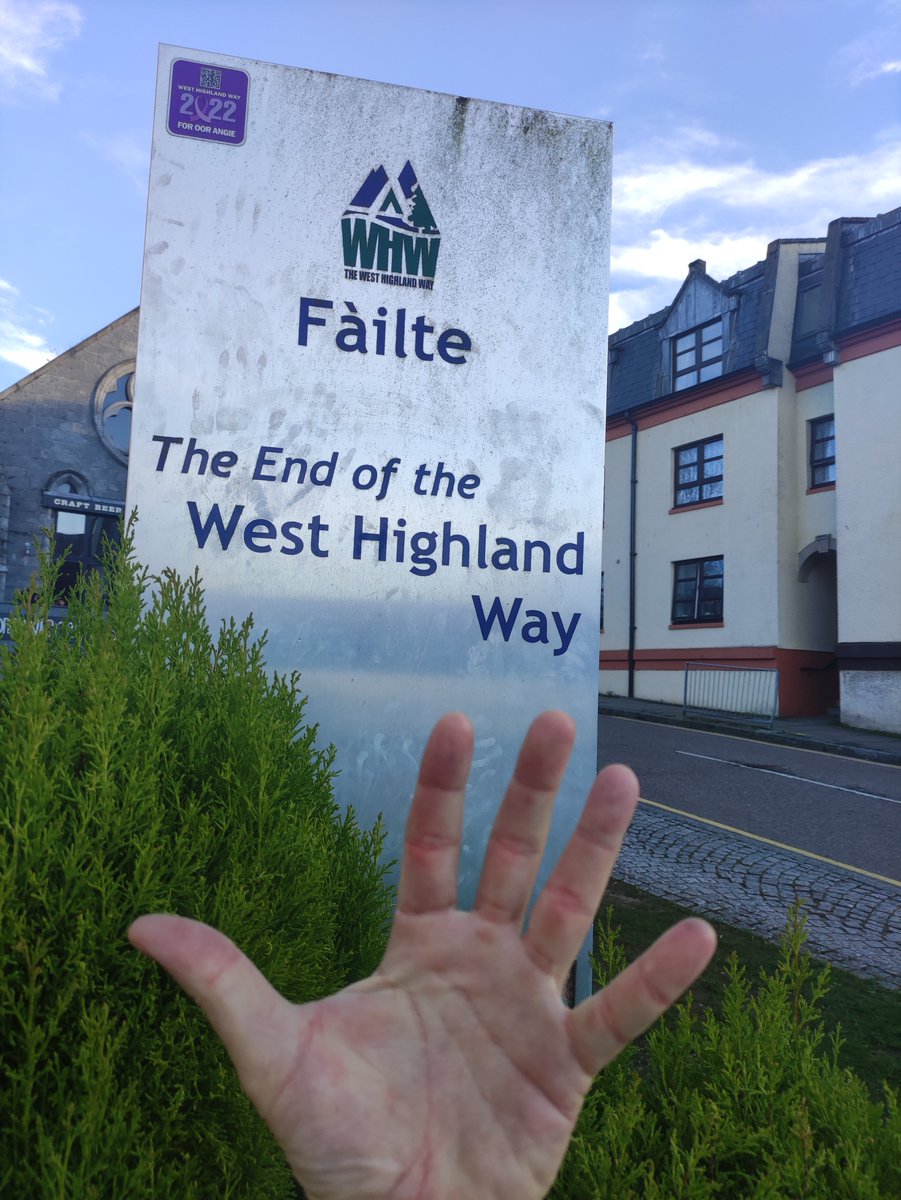 WEST HIGHLAND WAY
2022
FOR OOR ANGIE
WHW
THE WEST HIGHLAND WAY
Fàilte
The End of the
West Highland
Way
CRAFT BEER